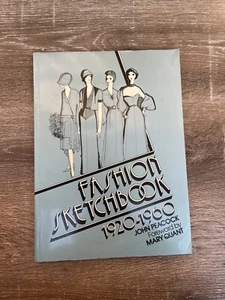 FASHION
SKETCHBOOK
1920-1960
JOHN PEACOCK
Foreword by
MARY QUANT